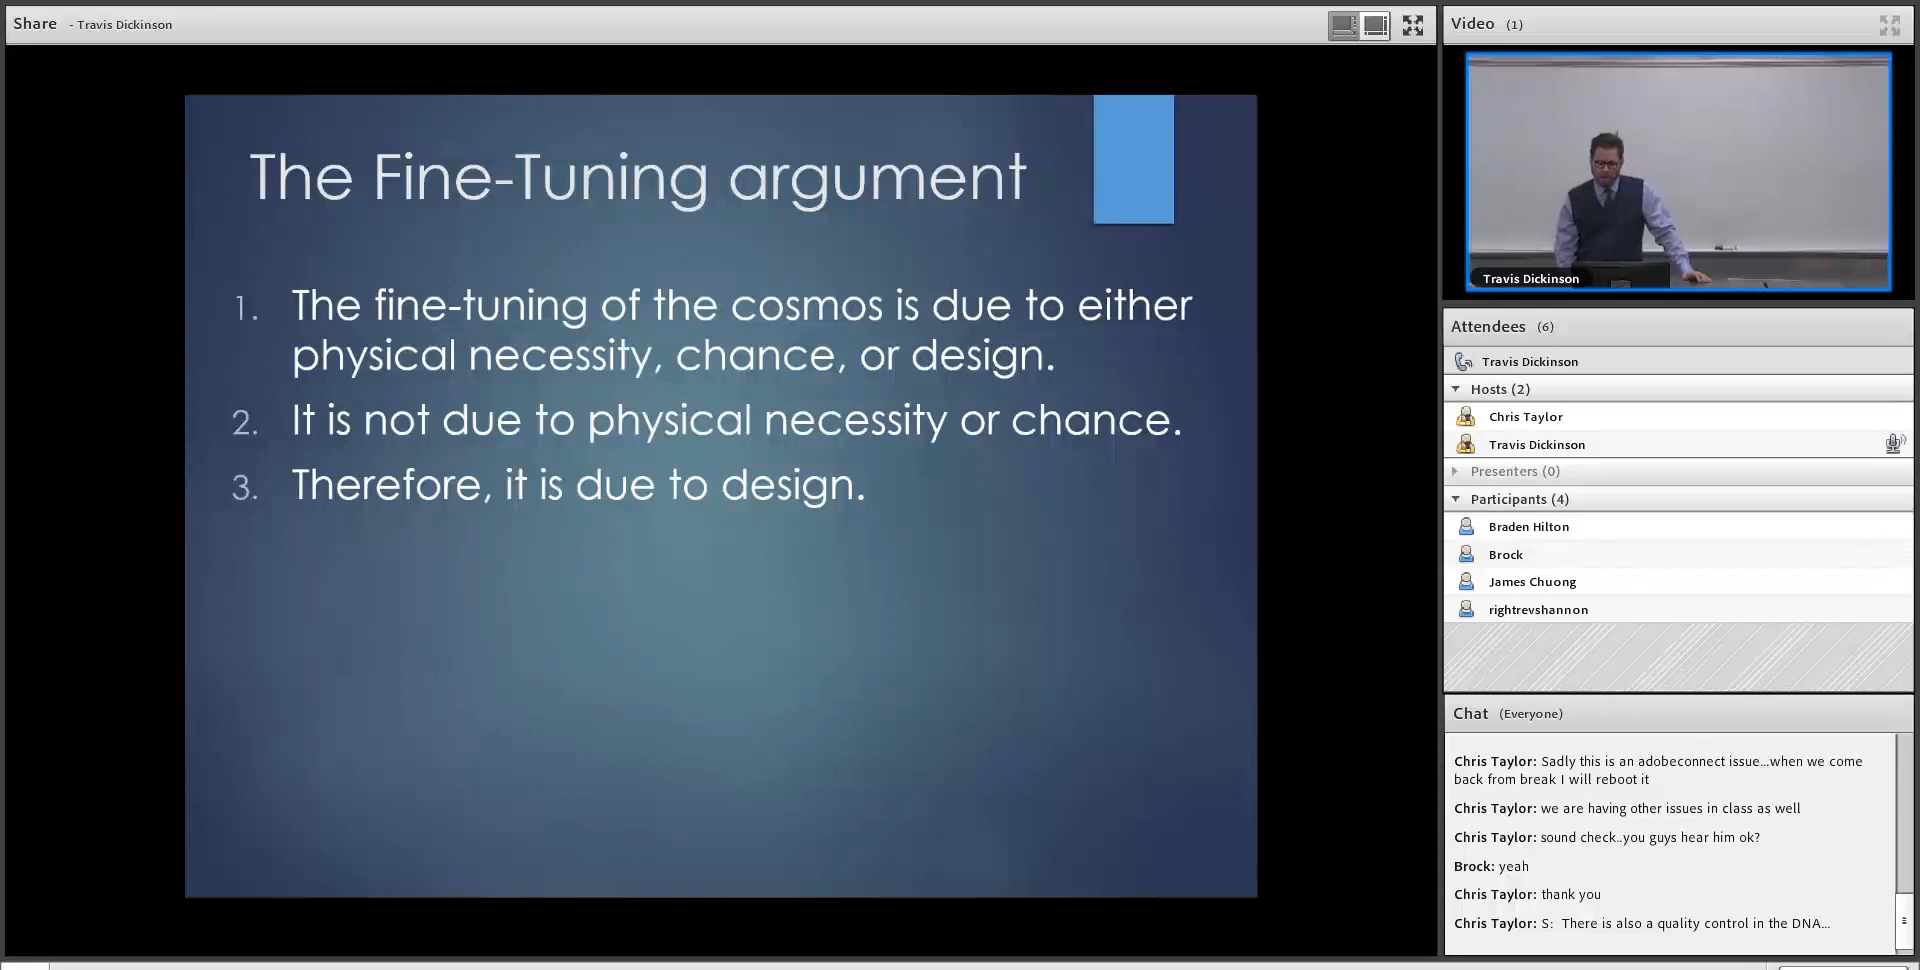 Share - Travis Dickinson
The Fine-Tuning argument
1. The fine-tuning of the cosmos is due to either
physical necessity, chance, or design.
2. It is not due to physical necessity or chance.
3. Therefore, it is due to design.
Video (1)
Travis Dickinson
Attendees (6)
Travis Dickinson
Hosts (2)
Chris Taylor
Travis Dickinson
Presenters (0)
Participants (4)
Braden Hilton
Brock
James Chuong
rightrevshannon
Chat (Everyone)
Chris Taylor: Sadly this is an adobeconnect issue...when we come
back from break I will reboot it
Chris Taylor: we are having other issues in class as well
Chris Taylor: sound check..you guys hear him ok?
Brock: yeah
Chris Taylor: thank you
Chris Taylor: S: There is also a quality control in the DNA...